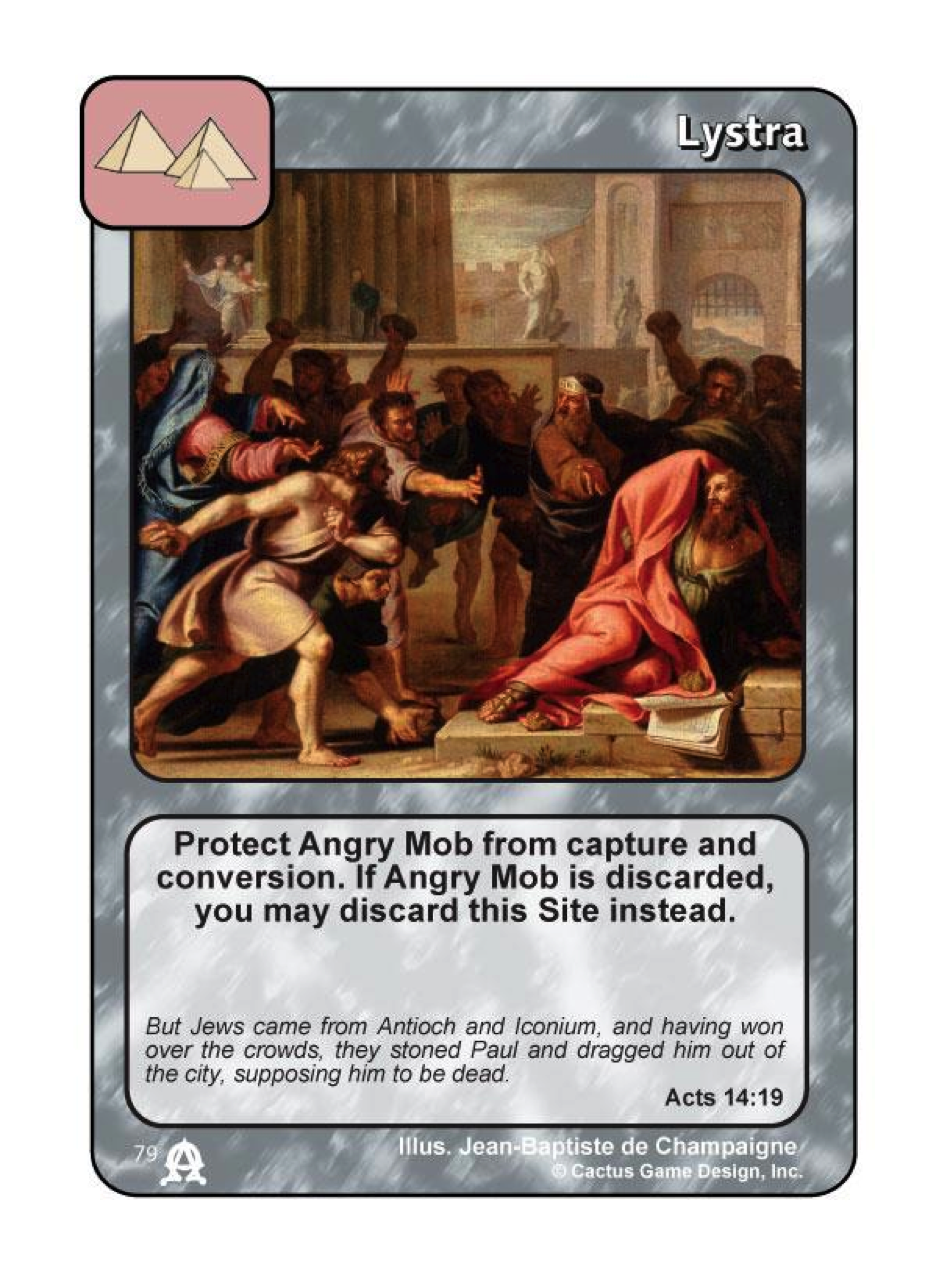 Lystra
Protect Angry Mob from capture and
conversion. If Angry Mob is discarded,
you may discard this Site instead.
But Jews came from Antioch and Iconium, and having won
over the crowds, they stoned Paul and dragged him out of
the city, supposing him to be dead.
Acts 14:19
79
Illus. Jean-Baptiste de Champaigne
© Cactus Game Design, Inc.